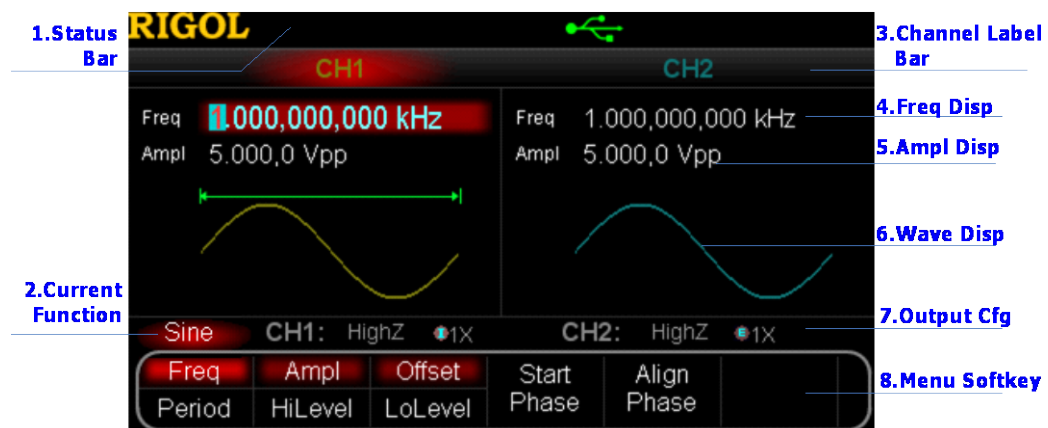 RIGOL
1.Status
Bar
3.Channel Label
Bar
CH1
CH2
Freq 1.000,000,000 kHz
Freq 1.000,000,000 kHz
4.Freq Disp
Ampl 5.000,0 Vpp
Ampl 5.000,0 Vpp
5.Ampl Disp
6.Wave Disp
2.Current
Function
Sine CH1: HighZ I 1X CH2: HighZ E 1X
7.Output Cfg
Freq Ampl Offset Start Align
Period HiLevel LoLevel Phase Phase
8.Menu Softkey